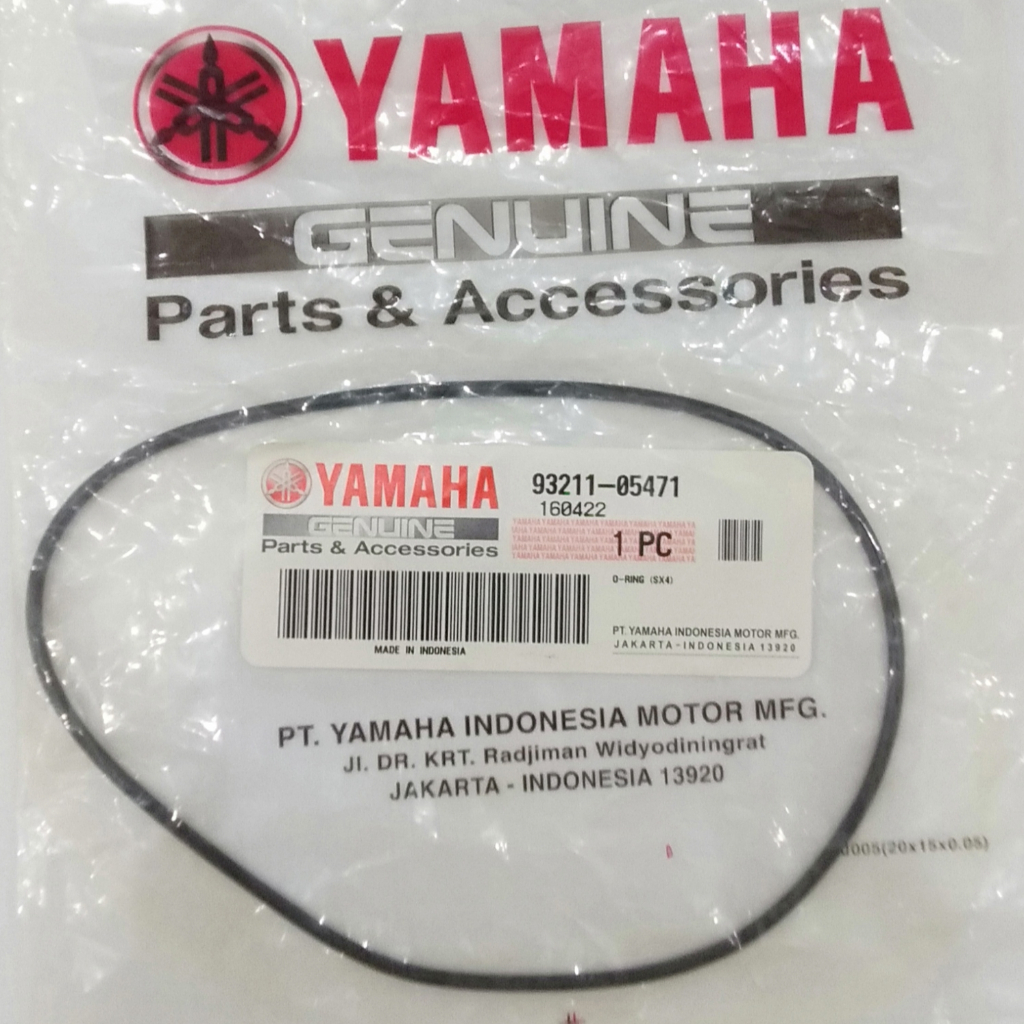 YAMAHA
GENUINE
Parts & Accessories
YAMAHA
GENUINE
Parts & Accessories
MADE IN INDONESIA
93211-05471
160422
1 PC
O-RING (5X4)
PT. YAMAHA INDONESIA MOTOR MFG.
JAKARTA - INDONESIA 13920
PT. YAMAHA INDONESIA MOTOR MFG.
Jl. DR. KRT. Radjiman Widyodiningrat
JAKARTA - INDONESIA 13920
(20x15x0.05)